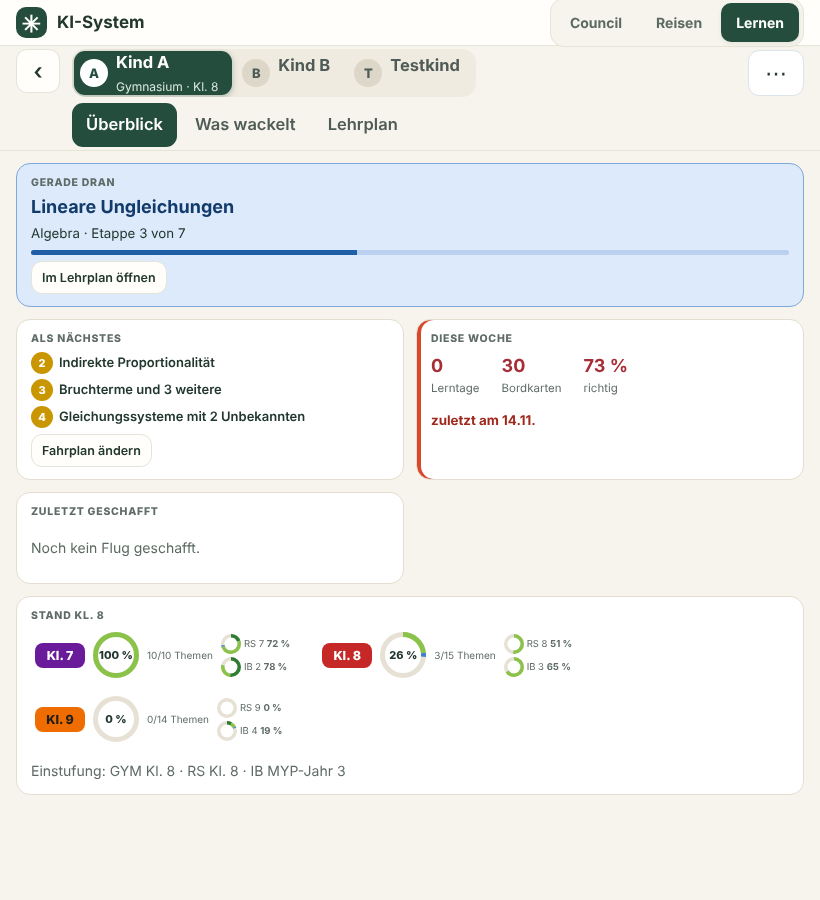 KI-System
Council
Reisen
Lernen
‹
A
Kind A
Gymnasium · Kl. 8
B
Kind B
T
Testkind
...
Überblick
Was wackelt
Lehrplan
GERADE DRAN
Lineare Ungleichungen
Algebra · Etappe 3 von 7
Im Lehrplan öffnen
ALS NÄCHSTES
2 Indirekte Proportionalität
3 Bruchterme und 3 weitere
4 Gleichungssysteme mit 2 Unbekannten
Fahrplan ändern
DIESE WOCHE
0 30 73 %
Lerntage Bordkarten richtig
zuletzt am 14.11.
ZULETZT GESCHAFFT
Noch kein Flug geschafft.
STAND KL. 8
Kl. 7 100 % 10/10 Themen
RS 7 72 %
IB 2 78 %
Kl. 8 26 % 3/15 Themen
RS 8 51 %
IB 3 65 %
Kl. 9 0 % 0/14 Themen
RS 9 0 %
IB 4 19 %
Einstufung: GYM Kl. 8 · RS Kl. 8 · IB MYP-Jahr 3